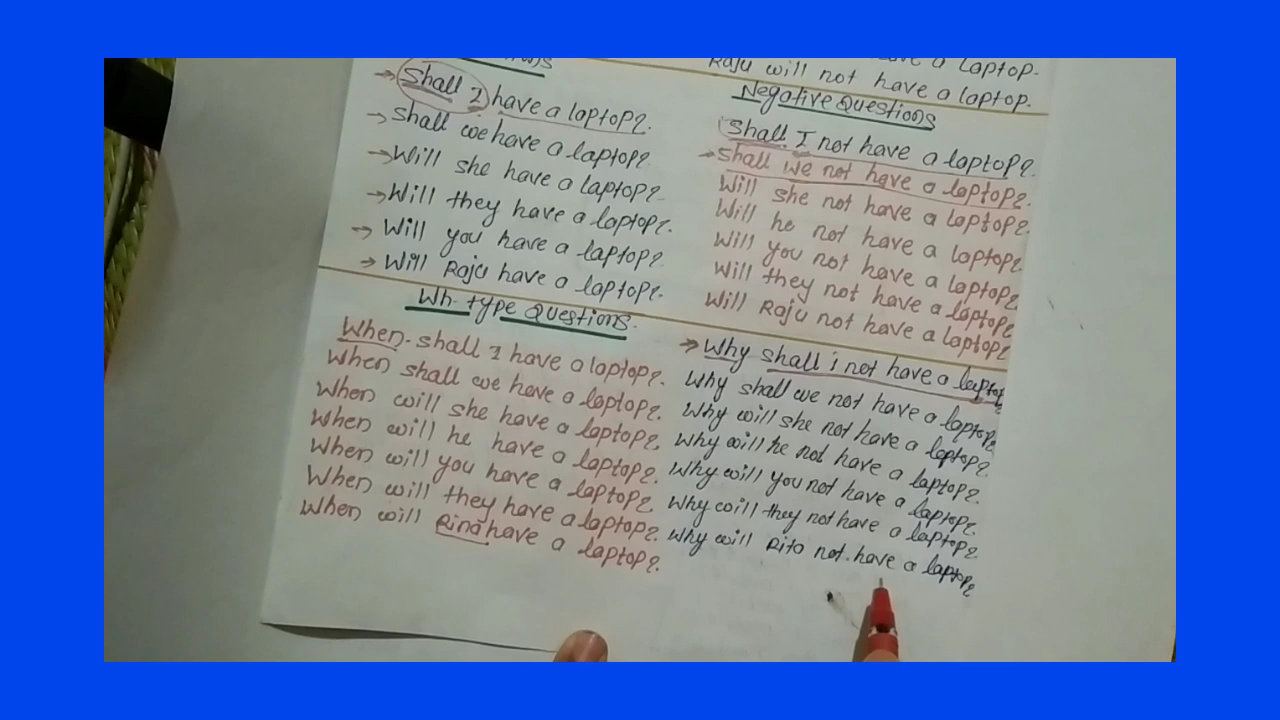 Shall I have a laptop?
Shall we have a laptop?
Will she have a laptop?
Will they have a laptop?
Will you have a laptop?
Will Raju have a laptop?
a laptop.
Raju will not have a laptop.
Negative Questions
Shall I not have a laptop?
Shall we not have a laptop?
Will she not have a laptop?
Will he not have a laptop?
Will you not have a laptop?
Will they not have a laptop?
Will Raju not have a laptop?
Wh-type Questions.
When shall I have a laptop?
When shall we have a laptop?
When will she have a laptop?
When will he have a laptop?
When will you have a laptop?
When will they have a laptop?
When will Rina have a laptop?
Why shall i not have a laptop
Why shall we not have a laptop?
Why will she not have a laptop?
Why will he not have a laptop?
Why will you not have a laptop?
Why will they not have a laptop?
Why will Rita not have a laptop?